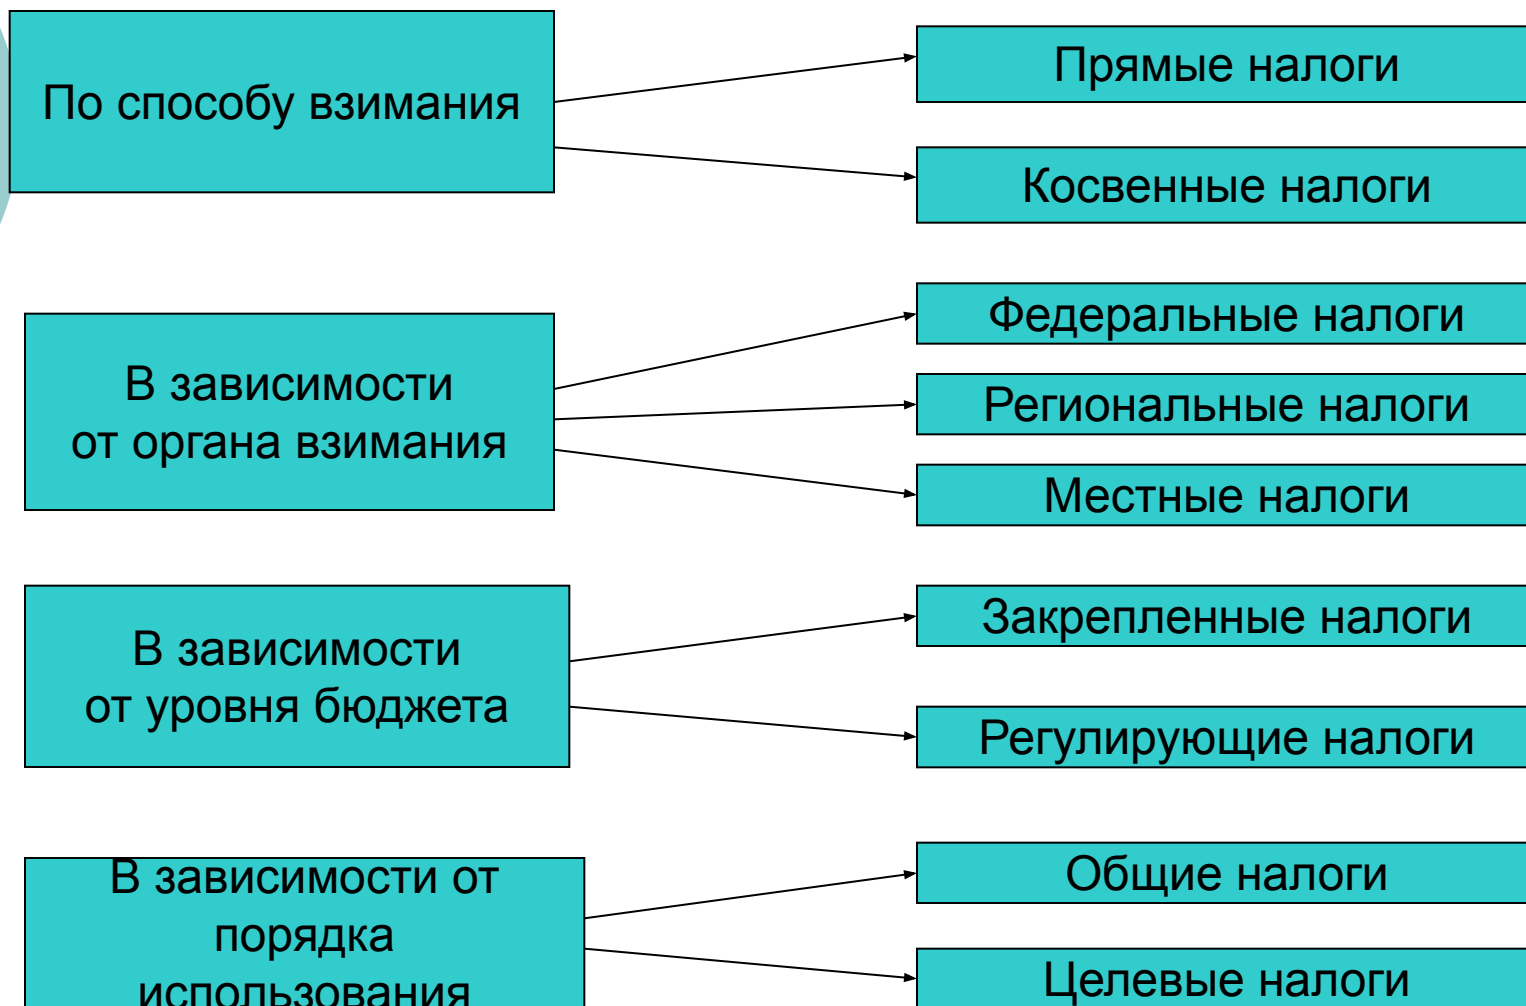 По способу взимания
Прямые налоги
Косвенные налоги
В зависимости
от органа взимания
Федеральные налоги
Региональные налоги
Местные налоги
В зависимости
от уровня бюджета
Закрепленные налоги
Регулирующие налоги
В зависимости от
порядка
использования
Общие налоги
Целевые налоги